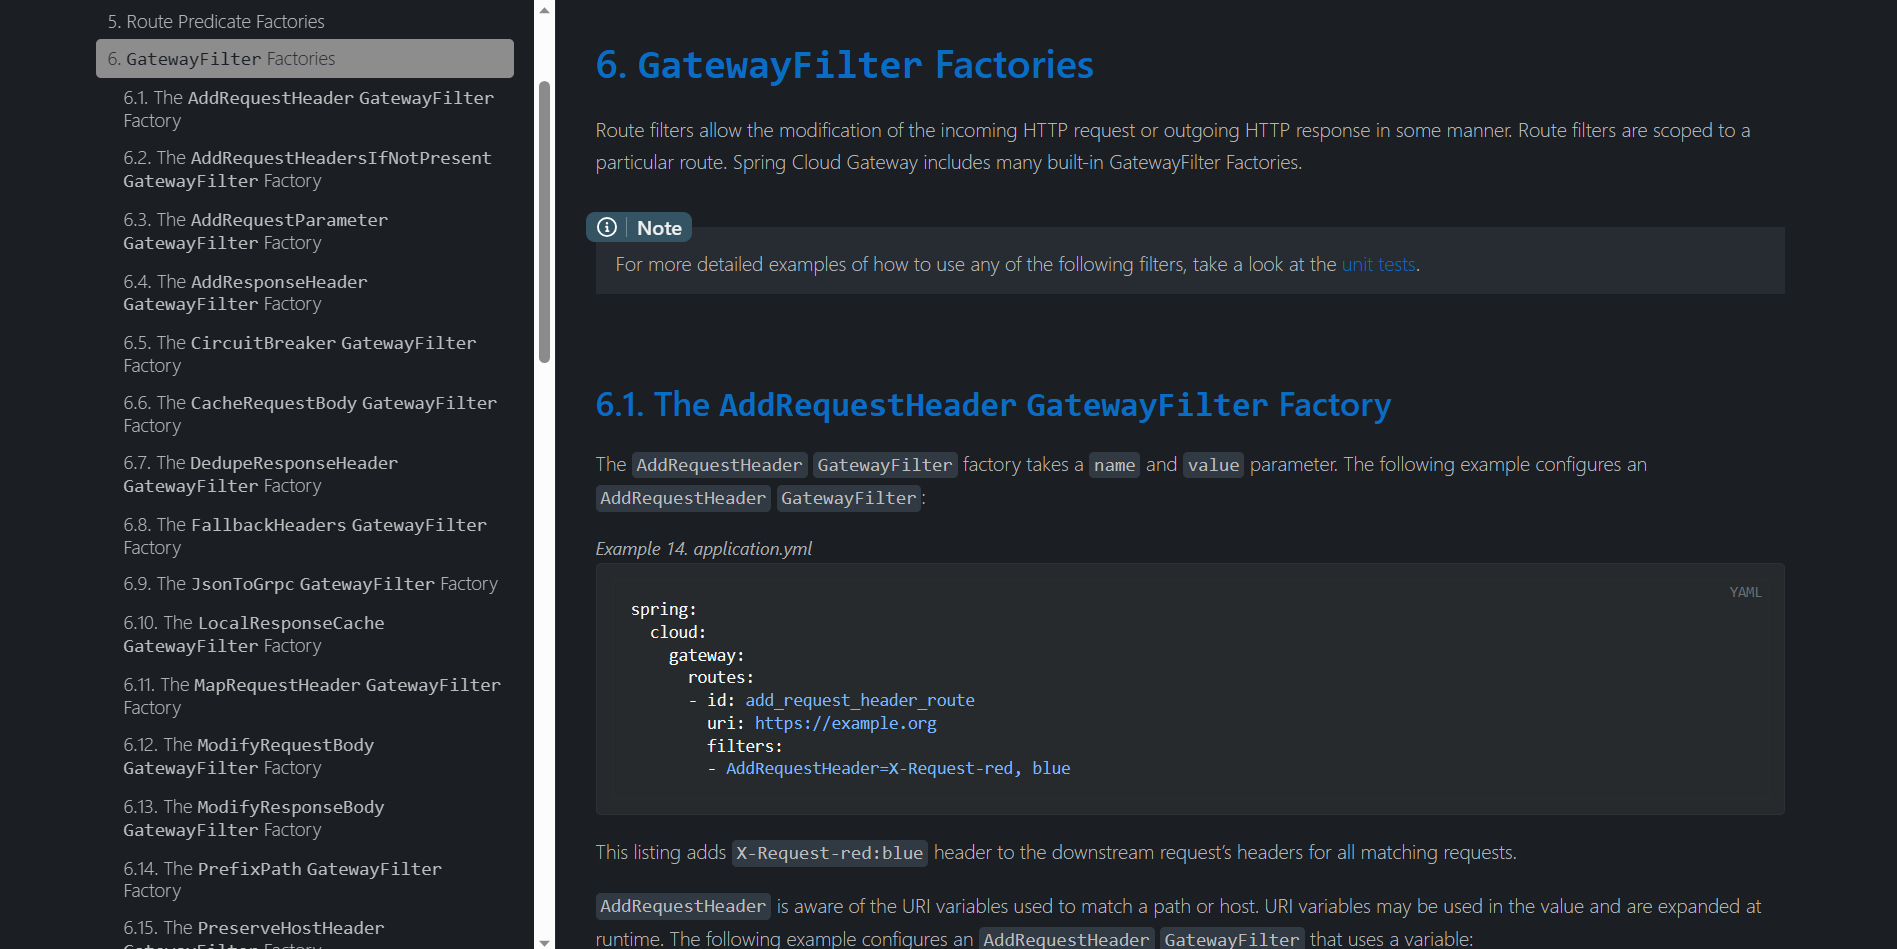 5. Route Predicate Factories
6. GatewayFilter Factories
6.1. The AddRequestHeader GatewayFilter
Factory
6.2. The AddRequestHeadersIfNotPresent
GatewayFilter Factory
6.3. The AddRequestParameter
GatewayFilter Factory
6.4. The AddResponseHeader
GatewayFilter Factory
6.5. The CircuitBreaker GatewayFilter
Factory
6.6. The CacheRequestBody GatewayFilter
Factory
6.7. The DedupeResponseHeader
GatewayFilter Factory
6.8. The FallbackHeaders GatewayFilter
Factory
6.9. The JsonToGrpc GatewayFilter Factory
6.10. The LocalResponseCache
GatewayFilter Factory
6.11. The MapRequestHeader GatewayFilter
Factory
6.12. The ModifyRequestBody
GatewayFilter Factory
6.13. The ModifyResponseBody
GatewayFilter Factory
6.14. The PrefixPath GatewayFilter
Factory
6.15. The PreserveHostHeader
GatewayFilter Factory
6. GatewayFilter Factories
Route filters allow the modification of the incoming HTTP request or outgoing HTTP response in some manner. Route filters are scoped to a
particular route. Spring Cloud Gateway includes many built-in GatewayFilter Factories.
Note
For more detailed examples of how to use any of the following filters, take a look at the unit tests.
6.1. The AddRequestHeader GatewayFilter Factory
The AddRequestHeader GatewayFilter factory takes a name and value parameter. The following example configures an
AddRequestHeader GatewayFilter:
Example 14. application.yml
YAML
spring:
cloud:
gateway:
routes:
- id: add_request_header_route
uri: https://example.org
filters:
- AddRequestHeader=X-Request-red, blue
This listing adds X-Request-red:blue header to the downstream request’s headers for all matching requests.
AddRequestHeader is aware of the URI variables used to match a path or host. URI variables may be used in the value and are expanded at
runtime. The following example configures an AddRequestHeader GatewayFilter that uses a variable: